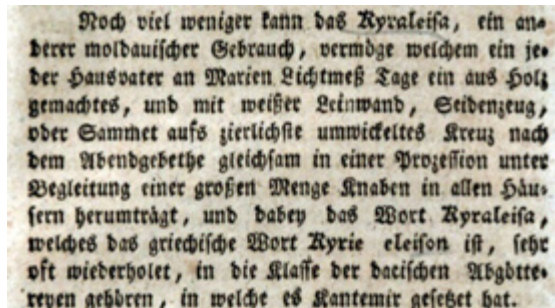 Noch viel weniger kann das Kyraleisa, ein an-
derer moldauischer Gebrauch, vermöge welchem ein je-
der Hausvater an Marien Lichtmeß Tage ein aus Holz
gemachtes, und mit weißer Leinwand, Seidenzeug,
oder Sammet aufs zierlichste umwickeltes Kreuz nach
dem Abendgebethe gleichsam in einer Prozession unter
Begleitung einer großen Menge Knaben in allen Häu-
sern herumträgt, und dabey das Wort Kyraleisa,
welches das griechische Wort Kyrie eleison ist, sehr
oft wiederholet, in die Klasse der dacischen Abgötte-
reyen gehören, in welche es Kantemir gesetzet hat.